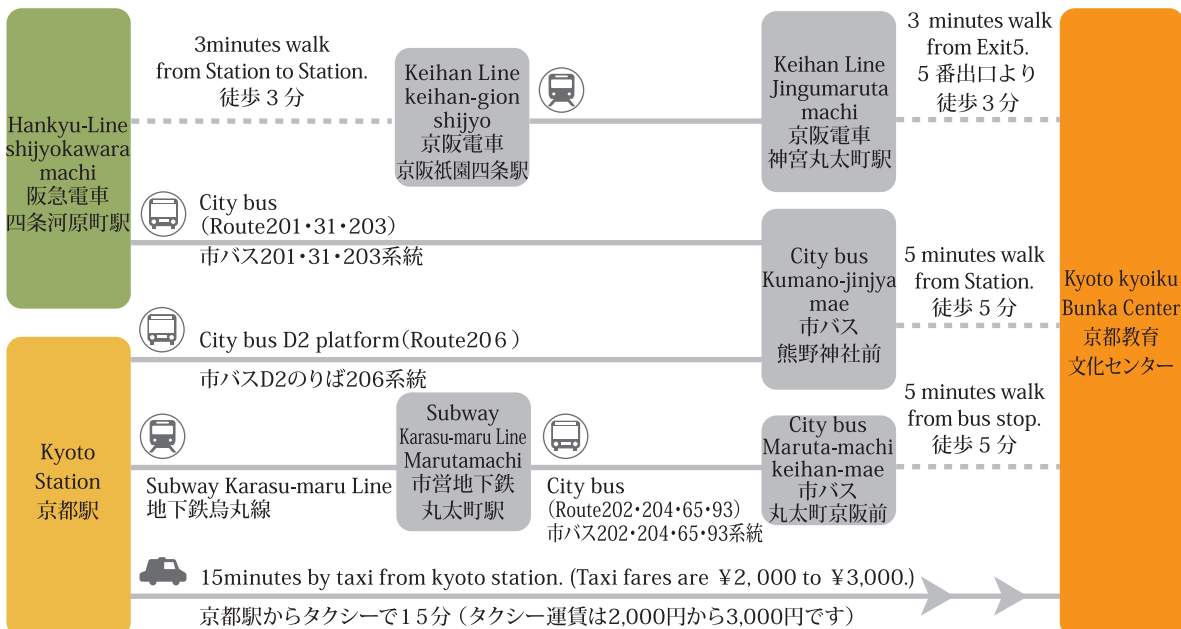 Hankyu-Line
shijyokawara
machi
阪急電車
四条河原町駅
3minutes walk
from Station to Station.
徒歩3分
Keihan Line
keihan-gion
shijyo
京阪電車
京阪祇園四条駅
Keihan Line
Jingumaruta
machi
京阪電車
神宮丸太町駅
3 minutes walk
from Exit5.
5番出口より
徒歩3分
City bus
(Route201・31・203)
市バス201・31・203系統
City bus
Kumano-jinjya
mae
市バス
熊野神社前
5 minutes walk
from Station.
徒歩5分
Kyoto kyoiku
Bunka Center
京都教育
文化センター
City bus D2 platform(Route206)
市バスD2のりば206系統
Kyoto
Station
京都駅
Subway Karasu-maru Line
地下鉄烏丸線
Subway
Karasu-maru Line
Marutamachi
市営地下鉄
丸太町駅
City bus
(Route202・204・65・93)
市バス202・204・65・93系統
City bus
Maruta-machi
keihan-mae
市バス
丸太町京阪前
5 minutes walk
from bus stop.
徒歩5分
15minutes by taxi from kyoto station. (Taxi fares are ¥2, 000 to ¥3,000.)
京都駅からタクシーで15分(タクシー運賃は2,000円から3,000円です)